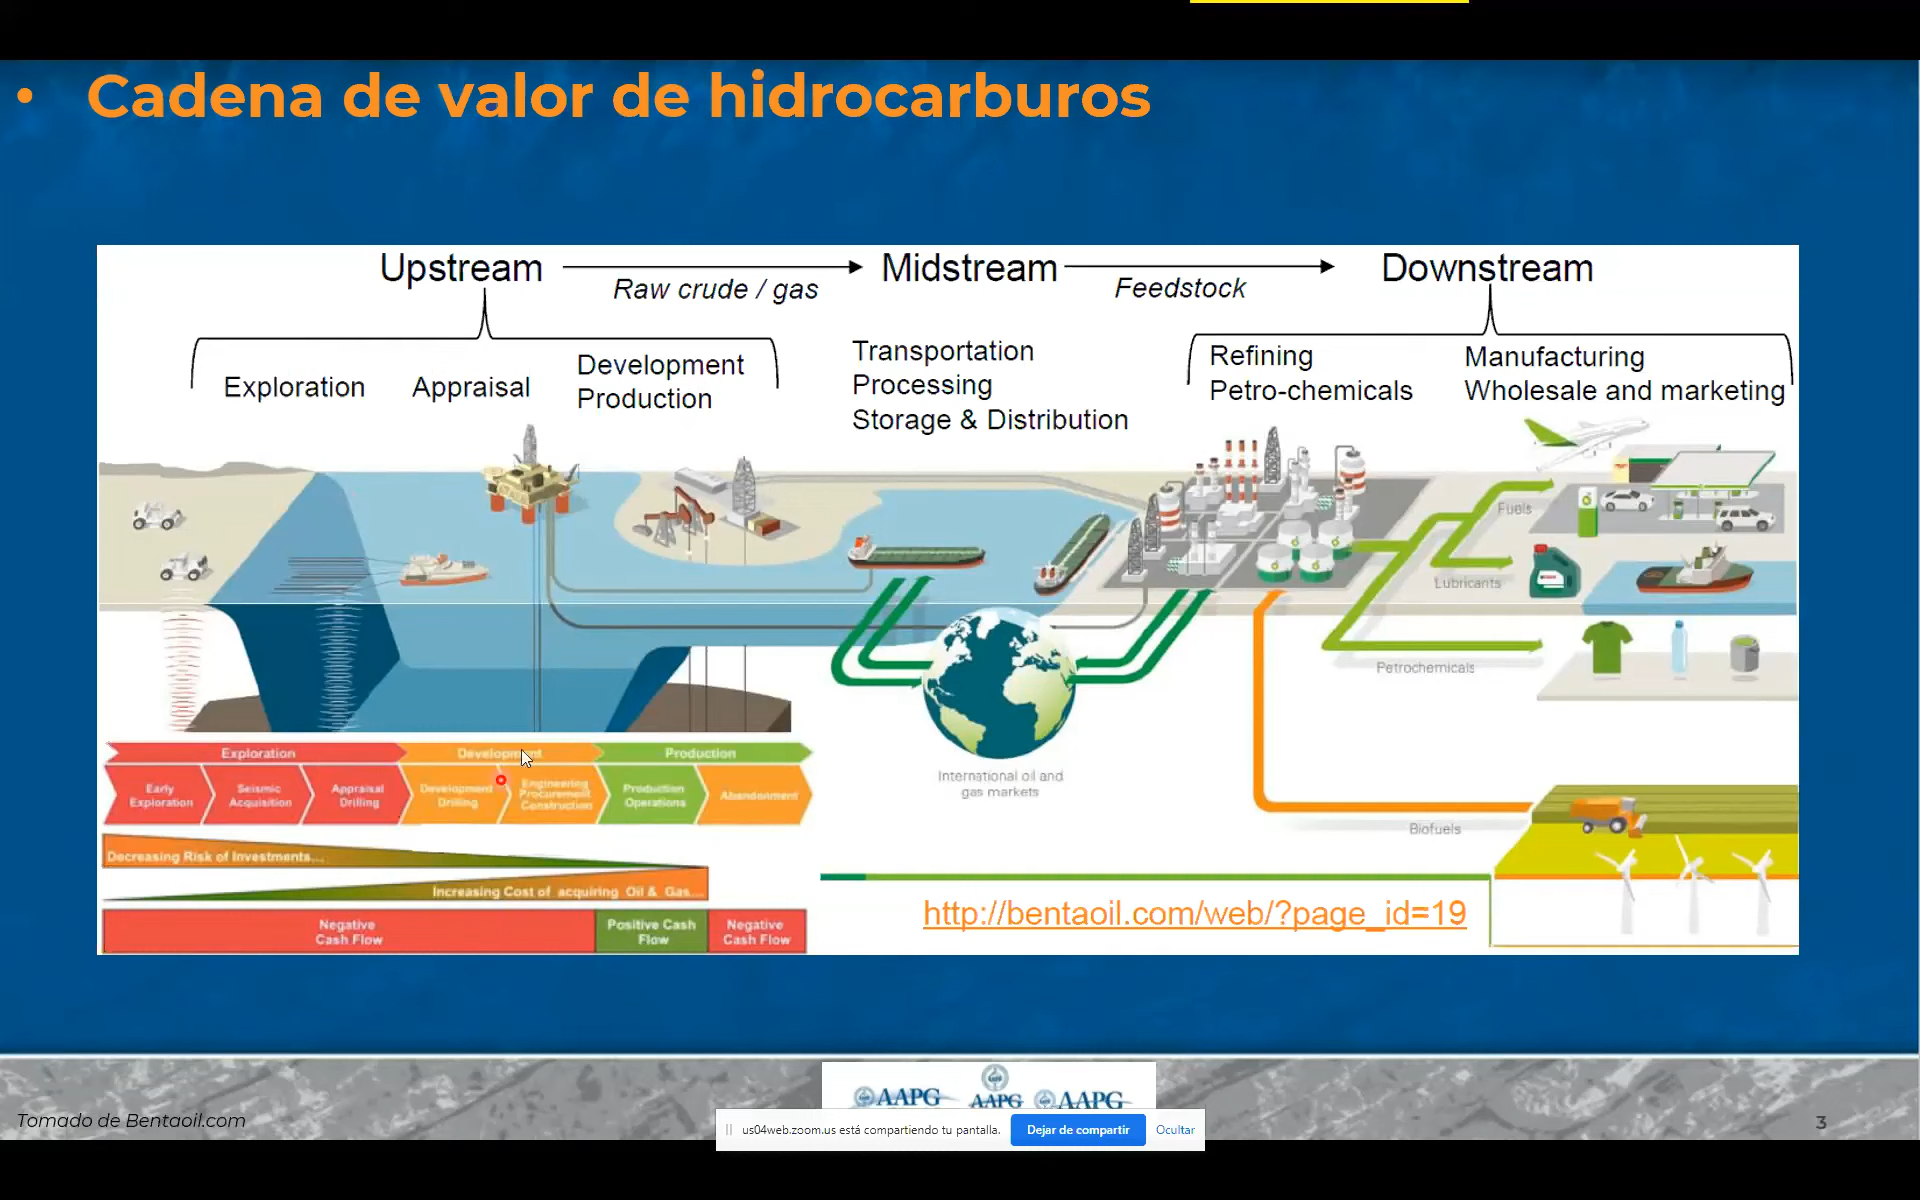 • Cadena de valor de hidrocarburos
Upstream
Raw crude / gas
Midstream
Feedstock
Downstream
Exploration
Appraisal
Development
Production
Transportation
Processing
Storage & Distribution
Refining
Petro-chemicals
Manufacturing
Wholesale and marketing
Fuels
Lubricants
Petrochemicals
International oil and
gas markets
Biofuels
Exploration
Development
Production
Early
Exploration
Seismic
Acquisition
Appraisal
Drilling
Development
Drilling
Engineering
Procurement
Construction
Production
Operations
Abandonment
Decreasing Risk of Investments...
Increasing Cost of acquiring Oil & Gas....
Negative
Cash Flow
Positive Cash
Flow
Negative
Cash Flow
http://bentaoil.com/web/?page_id=19
AAPG
AAPG
AAPG
Tomado de Bentaoil.com
us04web.zoom.us está compartiendo tu pantalla.
Dejar de compartir
Ocultar
3